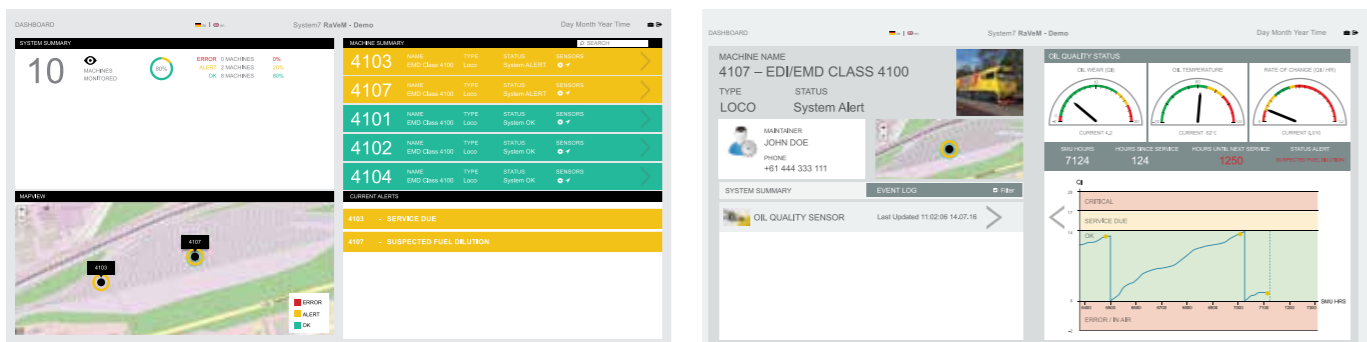 DASHBOARD
System7 RaVeM - Demo
Day Month Year Time
SYSTEM SUMMARY
10
MACHINES
MONITORED
80%
ERROR 0 MACHINES 0%
ALERT 2 MACHINES 20%
OK 8 MACHINES 80%
MAPVIEW
4107
4103
ERROR
ALERT
OK
MACHINE SUMMARY
SEARCH
4103
NAME TYPE STATUS SENSORS
EMD Class 4100 Loco System ALERT
4107
NAME TYPE STATUS SENSORS
EMD Class 4100 Loco System ALERT
4101
NAME TYPE STATUS SENSORS
EMD Class 4100 Loco System OK
4102
NAME TYPE STATUS SENSORS
EMD Class 4100 Loco System OK
4104
NAME TYPE STATUS SENSORS
EMD Class 4100 Loco System OK
CURRENT ALERTS
4103 - SERVICE DUE
4107 - SUSPECTED FUEL DILUTION
DASHBOARD
System7 RaVeM - Demo
Day Month Year Time
MACHINE NAME
4107 – EDI/EMD CLASS 4100
TYPE STATUS
LOCO System Alert
MAINTAINER
JOHN DOE
PHONE
+61 444 333 111
SYSTEM SUMMARY
EVENT LOG
Filter
OIL QUALITY SENSOR
Last Updated 11:02:06 14.07.16
OIL QUALITY STATUS
OIL WEAR (QI)
CURRENT 4,2
OIL TEMPERATURE
RATE OF CHANGE (QI/ HR)
SMU HOURS
7124
HOURS SINCE SERVICE
124
HOURS UNTIL NEXT SERVICE
1250
STATUS ALERT
SUSPECTED FUEL DILUTION
QI
CRITICAL
SERVICE DUE
14
OK
SMU HRS
ERROR / IN AIR